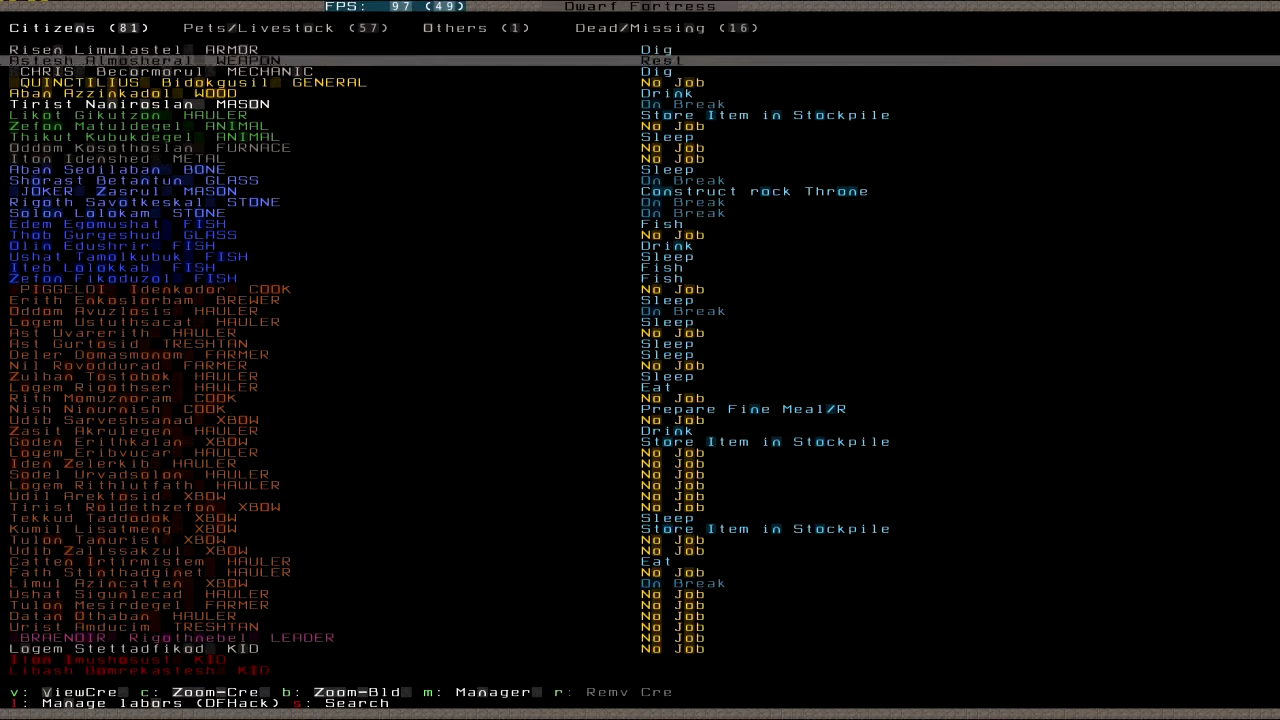 FPS: 97 (49) Dwarf Fortress
Citizens (81) Pets/Livestock (57) Others (1) Dead/Missing (16)
Risen Limulastel ARMOR Dig
Astesh Almosheral WEAPON Rest
CHRIS Becormorul MECHANIC Dig
QUINCTILIUS Bidokgusil GENERAL No Job
Aban Azzinkadol WOOD Drink
Tirist Naniroslan MASON On Break
Likot Gikutzon HAULER Store Item in Stockpile
Zefon Matuldegel ANIMAL No Job
Thikut Kubukdegel ANIMAL Sleep
Oddom Kosothoslan FURNACE No Job
Iton Idenshed METAL No Job
Aban Sedilaban BONE Sleep
Shorast Betantun GLASS On Break
JOKER Zasrul MASON Construct rock Throne
Rigoth Savotkeskal STONE On Break
Solon Lolokam STONE On Break
Edem Egomushat FISH Fish
Thob Gurgeshud GLASS No Job
Olin Edushrir FISH Drink
Ushat Tamolkubuk FISH Sleep
Iteb Lolokkab FISH Fish
Zefon Fikoduzol FISH Fish
PIGGELDI Idenkodor COOK No Job
Erith Enkoslorbam BREWER Sleep
Oddom Avuzlosis HAULER On Break
Logem Ustuthsacat HAULER Sleep
Ast Uvarerith HAULER No Job
Ast Gurtosid TRESHTAN Sleep
Deler Domasmonom FARMER Sleep
Nil Rovoddurad FARMER No Job
Zulban Tostobok HAULER Sleep
Logem Rigothser HAULER Eat
Rith Momuznoram COOK No Job
Nish Ninurnish COOK Prepare Fine Meal/R
Udib Sarveshsanad XBOW No Job
Zasit Akrulegen HAULER Drink
Goden Erithkalan XBOW Store Item in Stockpile
Logem Eribvucar HAULER No Job
Iden Zelerkib HAULER No Job
Sodel Urvadsolon HAULER No Job
Logem Rithlutfath HAULER No Job
Udil Arektosid XBOW No Job
Tirist Roldethzefon XBOW No Job
Tekkud Taddodok XBOW Sleep
Kumil Lisatmeng XBOW Store Item in Stockpile
Tulon Tanurist XBOW No Job
Udib Zalissakzul XBOW No Job
Catten Irtirmistem HAULER Eat
Fath Stinthadginet HAULER No Job
Limul Azincatten XBOW On Break
Ushat Sigunlecad HAULER No Job
Tulon Mesirdegel FARMER No Job
Datan Othaban HAULER No Job
Urist Amducim TRESHTAN No Job
BRAENOIR Rigothnebel LEADER No Job
Logem Stettadfikod KID No Job
Iton Imushosust KID
Libash Bomrekastesh KID
v: ViewCre c: Zoom-Cre b: Zoom-Bld m: Manager r: Remv Cre
l: Manage labors (DFHack) s: Search